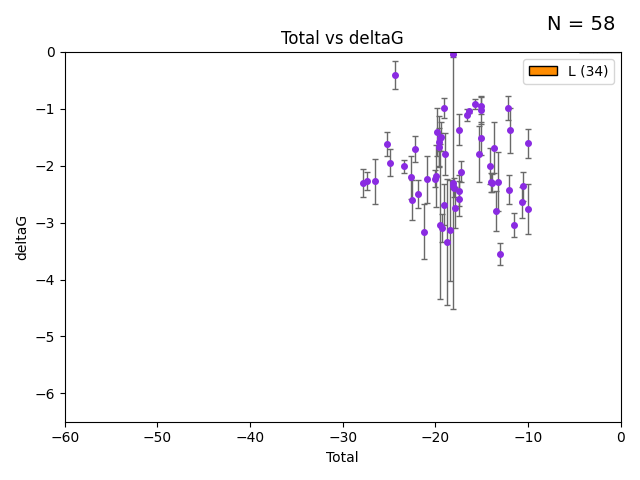 N = 58
Total vs deltaG
L (34)
0
−1
−2
−3
−4
−5
−6
deltaG
−60
−50
−40
−30
−20
−10
0
Total